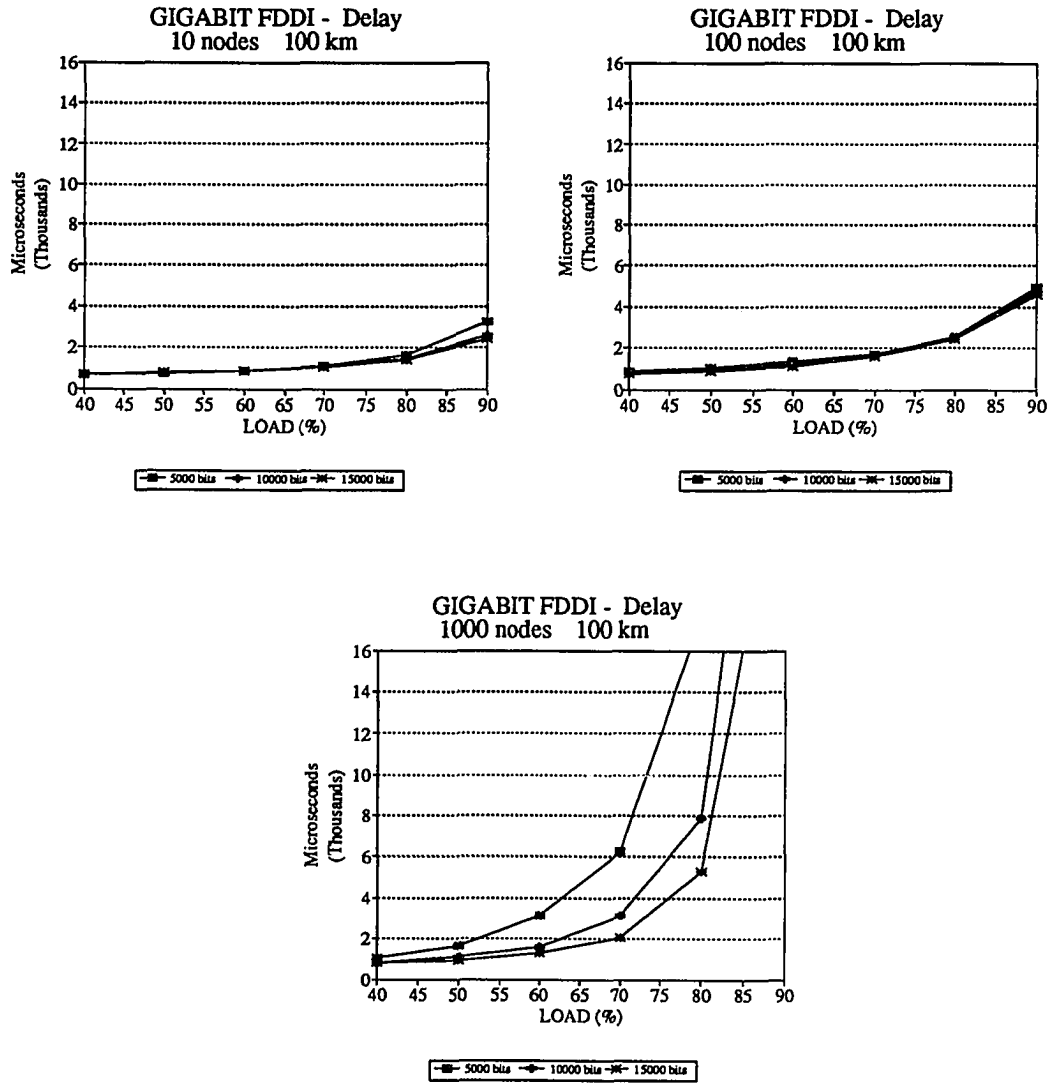 GIGABIT FDDI - Delay
10 nodes 100 km
16
14
12
10
8
6
4
2
0
Microseconds
(Thousands)
40 45 50 55 60 65 70 75 80 85 90
LOAD (%)
5000 bits 10000 bits 15000 bits
GIGABIT FDDI - Delay
100 nodes 100 km
16
14
12
10
8
6
4
2
0
Microseconds
(Thousands)
40 45 50 55 60 65 70 75 80 85 90
LOAD (%)
5000 bits 10000 bits 15000 bits
GIGABIT FDDI - Delay
1000 nodes 100 km
16
14
12
10
8
6
4
2
0
Microseconds
(Thousands)
40 45 50 55 60 65 70 75 80 85 90
LOAD (%)
5000 bits 10000 bits 15000 bits